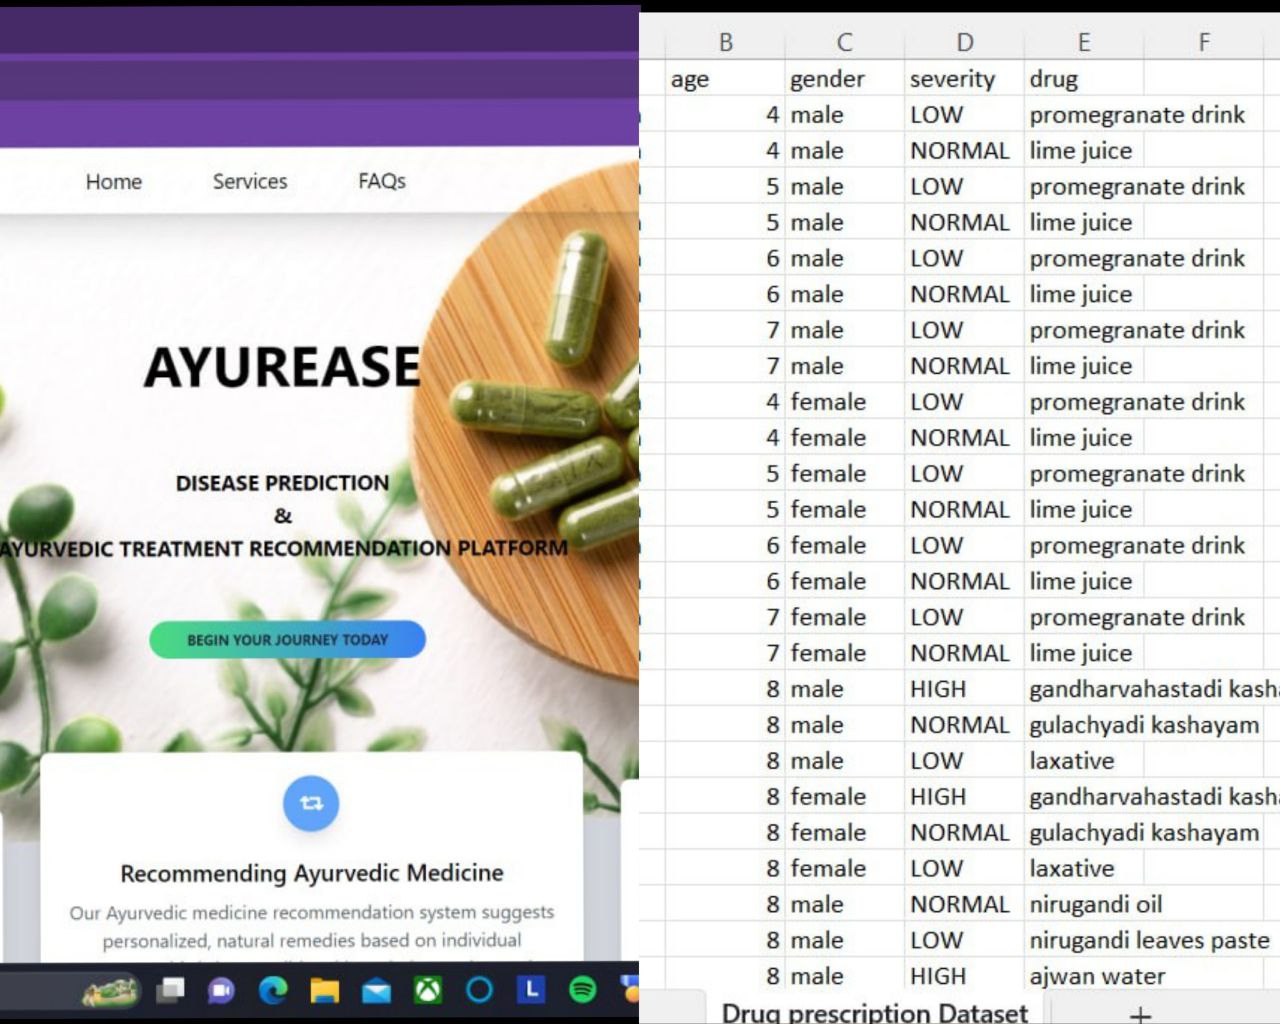 Home Services FAQs
AYUREASE
DISEASE PREDICTION
&
AYURVEDIC TREATMENT RECOMMENDATION PLATFORM
BEGIN YOUR JOURNEY TODAY
Recommending Ayurvedic Medicine
Our Ayurvedic medicine recommendation system suggests
personalized, natural remedies based on individual
L
B C D E F
age gender severity drug
4 male LOW promegranate drink
4 male NORMAL lime juice
5 male LOW promegranate drink
5 male NORMAL lime juice
6 male LOW promegranate drink
6 male NORMAL lime juice
7 male LOW promegranate drink
7 male NORMAL lime juice
4 female LOW promegranate drink
4 female NORMAL lime juice
5 female LOW promegranate drink
5 female NORMAL lime juice
6 female LOW promegranate drink
6 female NORMAL lime juice
7 female LOW promegranate drink
7 female NORMAL lime juice
8 male HIGH gandharvahastadi
8 male NORMAL gulachyadi kashayam
8 male LOW laxative
8 female HIGH gandharvahastadi
8 female NORMAL gulachyadi kashayam
8 female LOW laxative
8 male NORMAL nirugandi oil
8 male LOW nirugandi leaves paste
8 male HIGH ajwan water
Drug prescription Dataset +